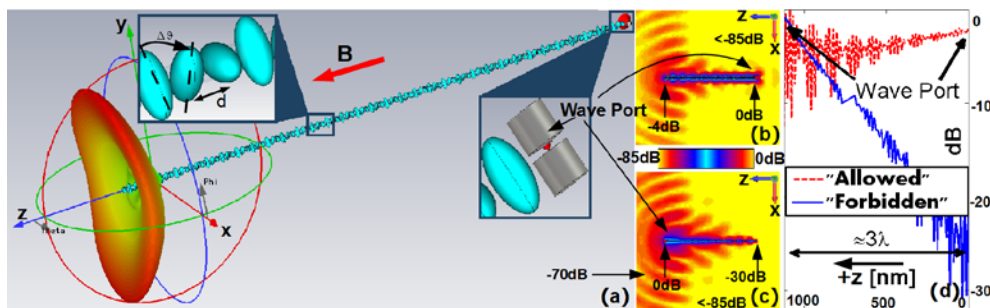 y
Δϑ
d
B
Wave Port
z
Theta
Phi
x
(a)
z
x
<-85dB
-4dB
0dB
(b)
-85dB
0dB
z
x
-70dB
0dB
-30dB
<-85dB
(c)
0
Wave Port
-10
dB
"Allowed"
"Forbidden"
≈3λ
+z [nm]
(d)
-30
1000
500
0